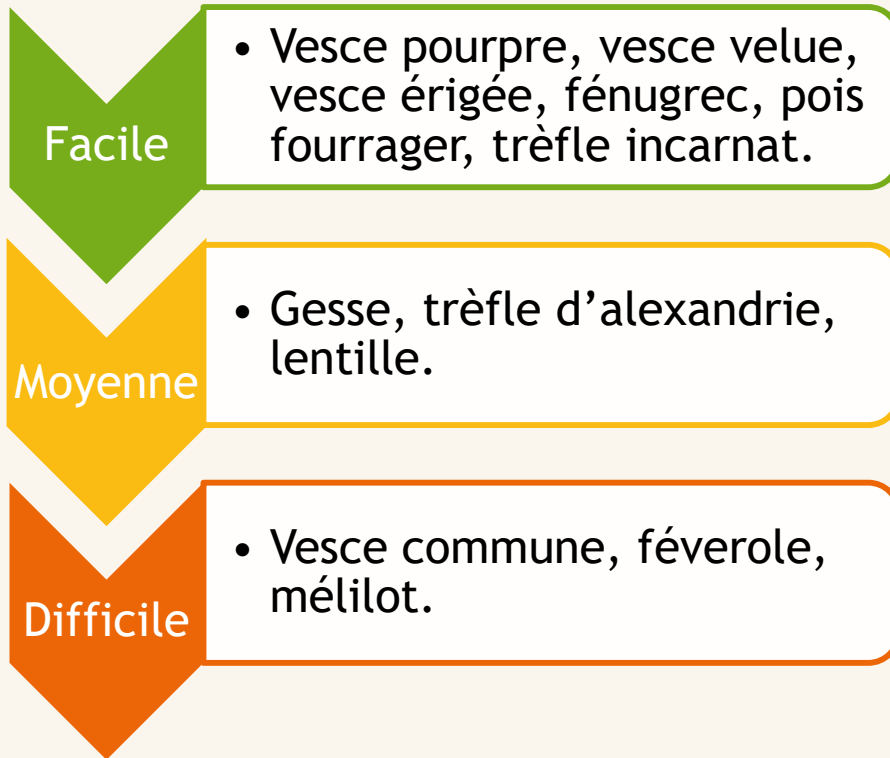 Facile
• Vesce pourpre, vesce velue,
vesce érigée, fénugrec, pois
fourrager, trèfle incarnat.
Moyenne
• Gesse, trèfle d’alexandrie,
lentille.
Difficile
• Vesce commune, féverole,
mélilot.